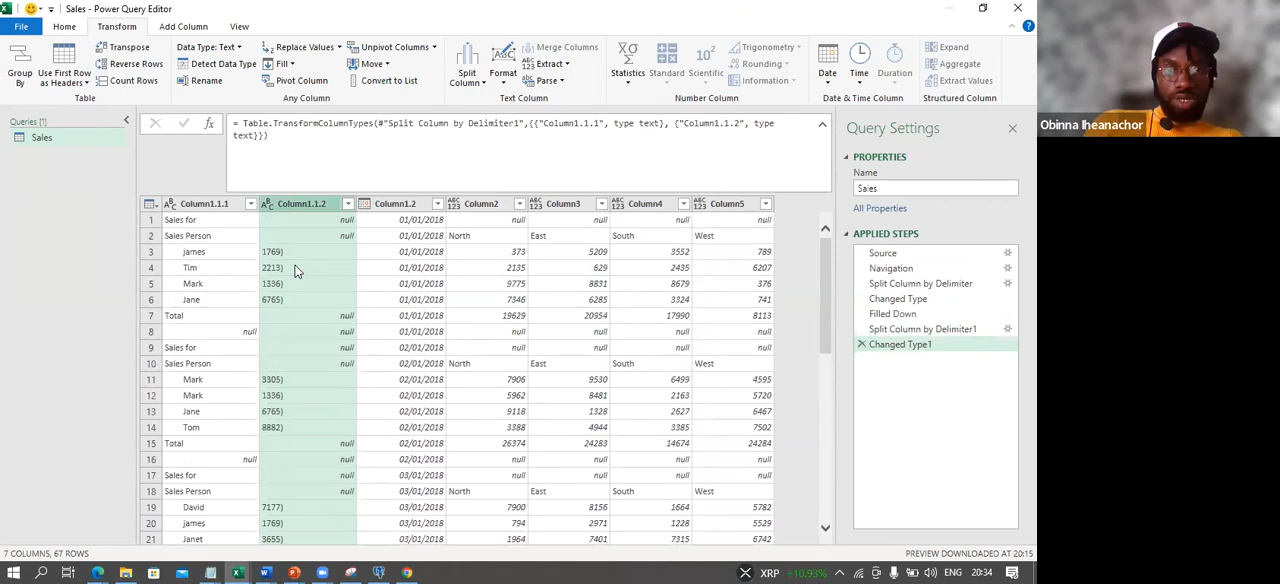 Sales - Power Query Editor
File Home Transform Add Column View
Group By
Use First Row as Headers
Transpose
Reverse Rows
Count Rows
Table
Data Type: Text
Detect Data Type
Rename
Replace Values
Fill
Pivot Column
Unpivot Columns
Move
Convert to List
Any Column
Split Column
Format
Merge Columns
Extract
Parse
Text Column
Statistics
Standard
Scientific
Trigonometry
Rounding
Information
Number Column
Date
Time
Duration
Date & Time Column
Expand
Aggregate
Extract Values
Structured Column
Obinna Iheanachor
Queries [1]
Sales
= Table.TransformColumnTypes(#"Split Column by Delimiter1",{{"Column1.1.1", type text}, {"Column1.1.2", type
text}})
Column1.1.1 Column1.1.2 Column1.2 Column2 Column3 Column4 Column5
1 Sales for null 01/01/2018 null null null null
2 Sales Person null 01/01/2018 North East South West
3 james 1769) 01/01/2018 373 5209 3552 789
4 Tim 2213) 01/01/2018 2135 629 2435 6207
5 Mark 1336) 01/01/2018 9775 8831 8679 376
6 Jane 6765) 01/01/2018 7346 6285 3324 741
7 Total null 01/01/2018 19629 20954 17990 8113
8 null null 01/01/2018 null null null null
9 Sales for null 02/01/2018 null null null null
10 Sales Person null 02/01/2018 North East South West
11 Mark 3305) 02/01/2018 7906 9530 6499 4595
12 Mark 1336) 02/01/2018 5962 8481 2163 5720
13 Jane 6765) 02/01/2018 9118 1328 2627 6467
14 Tom 8882) 02/01/2018 3388 4944 3385 7502
15 Total null 02/01/2018 26374 24283 14674 24284
16 null null 02/01/2018 null null null null
17 Sales for null 03/01/2018 null null null null
18 Sales Person null 03/01/2018 North East South West
19 David 7177) 03/01/2018 7900 8156 1664 5782
20 james 1769) 03/01/2018 794 2971 1228 5529
21 Janet 3655) 03/01/2018 1964 7401 7315 6742
Query Settings
PROPERTIES
Name
Sales
All Properties
APPLIED STEPS
Source
Navigation
Split Column by Delimiter
Changed Type
Filled Down
Split Column by Delimiter1
Changed Type1
7 COLUMNS, 67 ROWS
PREVIEW DOWNLOADED AT 20:15
XRP +10.93% ENG 20:34